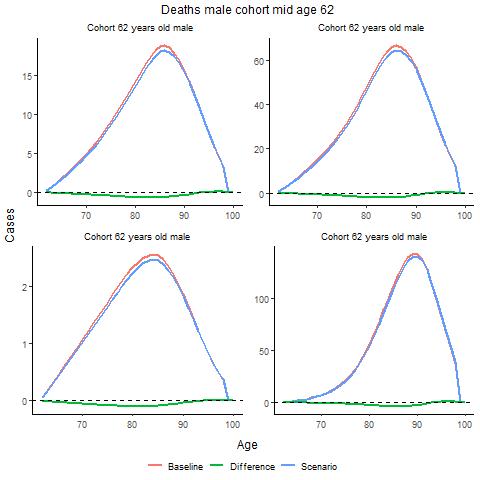 Deaths male cohort mid age 62
Cohort 62 years old male
Cohort 62 years old male
15
10
5
0
70 80 90 100
60
40
20
0
70 80 90 100
Cases
Cohort 62 years old male
Cohort 62 years old male
2
1
0
70 80 90 100
100
50
0
70 80 90 100
Age
Baseline Difference Scenario